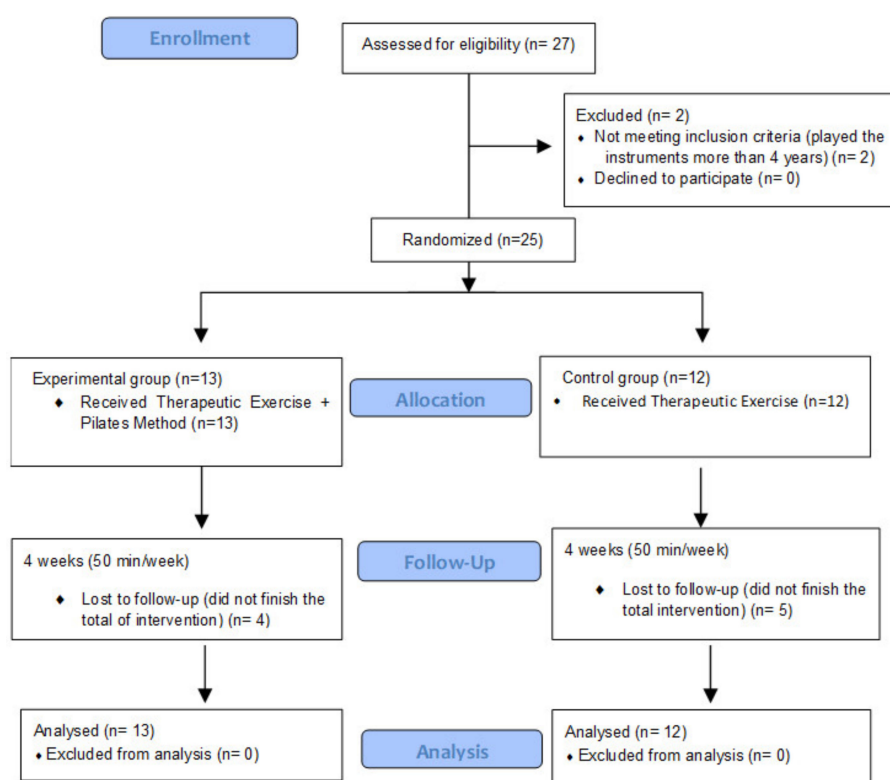 Enrollment
Assessed for eligibility (n= 27)
Excluded (n= 2)
♦ Not meeting inclusion criteria (played the
instruments more than 4 years) (n= 2)
♦ Declined to participate (n= 0)
Randomized (n=25)
Experimental group (n=13)
♦ Received Therapeutic Exercise +
Pilates Method (n=13)
Allocation
Control group (n=12)
• Received Therapeutic Exercise (n=12)
4 weeks (50 min/week)
♦ Lost to follow-up (did not finish the
total of intervention) (n= 4)
Follow-Up
4 weeks (50 min/week)
♦ Lost to follow-up (did not finish the
total intervention) (n= 5)
Analysed (n= 13)
♦ Excluded from analysis (n= 0)
Analysis
Analysed (n= 12)
♦ Excluded from analysis (n= 0)